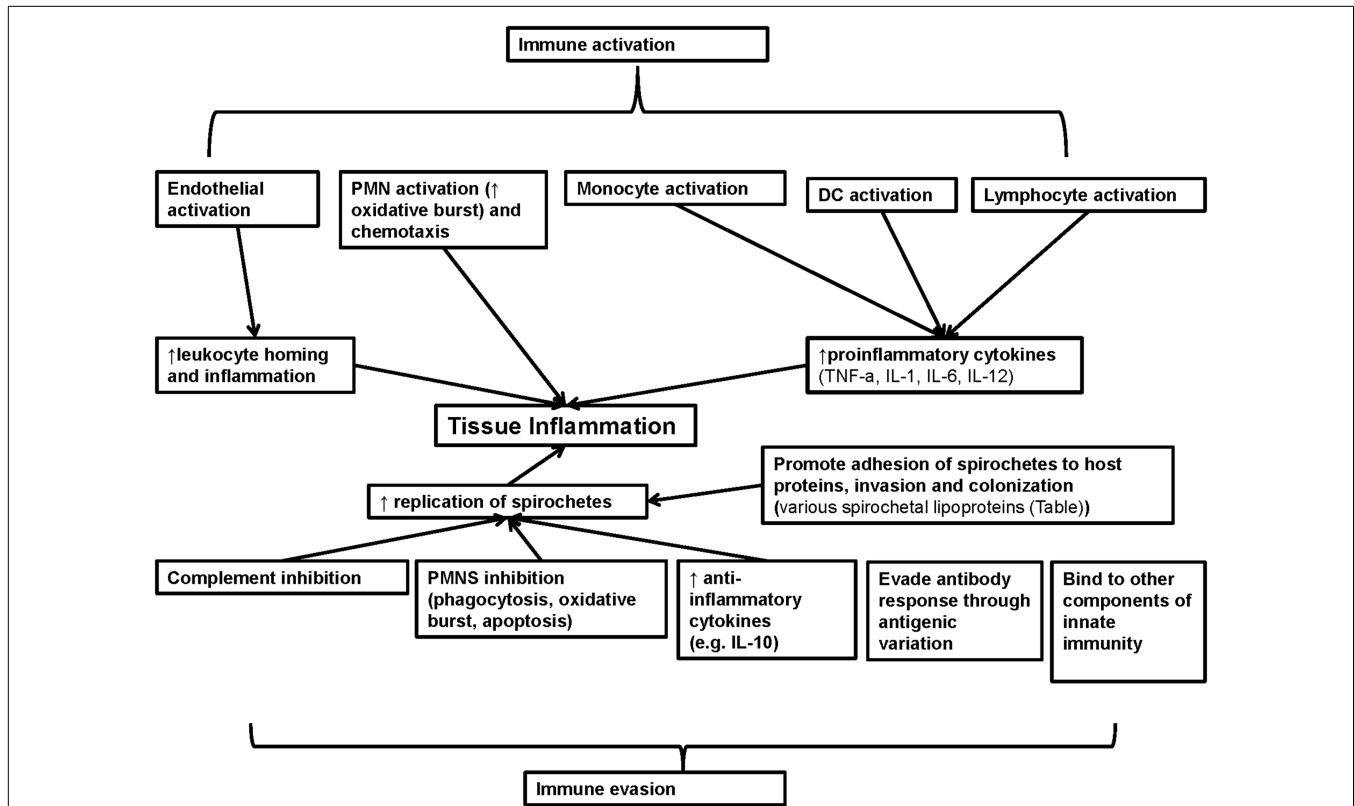 Immune activation
Endothelial
activation
PMN activation (↑
oxidative burst) and
chemotaxis
Monocyte activation
DC activation
Lymphocyte activation
↑leukocyte homing
and inflammation
↑proinflammatory cytokines
(TNF-a, IL-1, IL-6, IL-12)
Tissue Inflammation
Promote adhesion of spirochetes to host
proteins, invasion and colonization
(various spirochetal lipoproteins (Table))
↑ replication of spirochetes
Complement inhibition
PMNS inhibition
(phagocytosis, oxidative
burst, apoptosis)
↑ anti-
inflammatory
cytokines
(e.g. IL-10)
Evade antibody
response through
antigenic
variation
Bind to other
components of
innate
immunity
Immune evasion